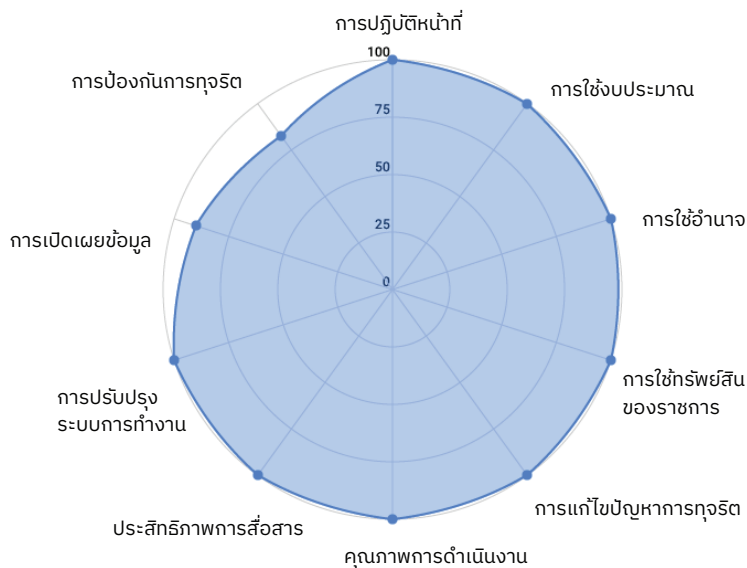 การปฏิบัติหน้าที่
100
การป้องกันการทุจริต
การใช้งบประมาณ
75
50
การใช้อำนาจ
25
การเปิดเผยข้อมูล
0
การใช้ทรัพย์สิน
ของราชการ
การปรับปรุง
ระบบการทำงาน
การแก้ไขปัญหาการทุจริต
ประสิทธิภาพการสื่อสาร
คุณภาพการดำเนินงาน